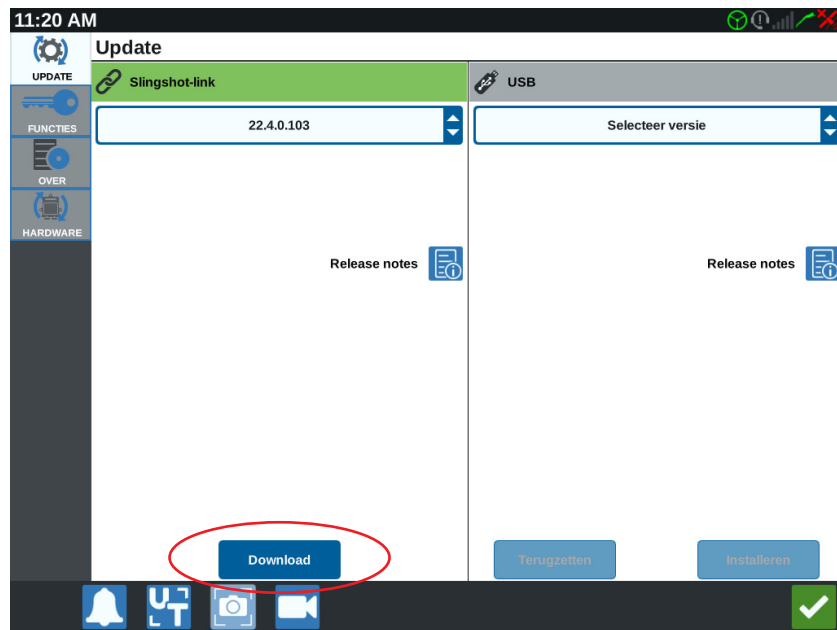 11:20 AM
Update
UPDATE
FUNCTIES
OVER
HARDWARE
Slingshot-link
22.4.0.103
Release notes
Download
USB
Selecteer versie
Release notes
Terugzetten
Installeren
UT